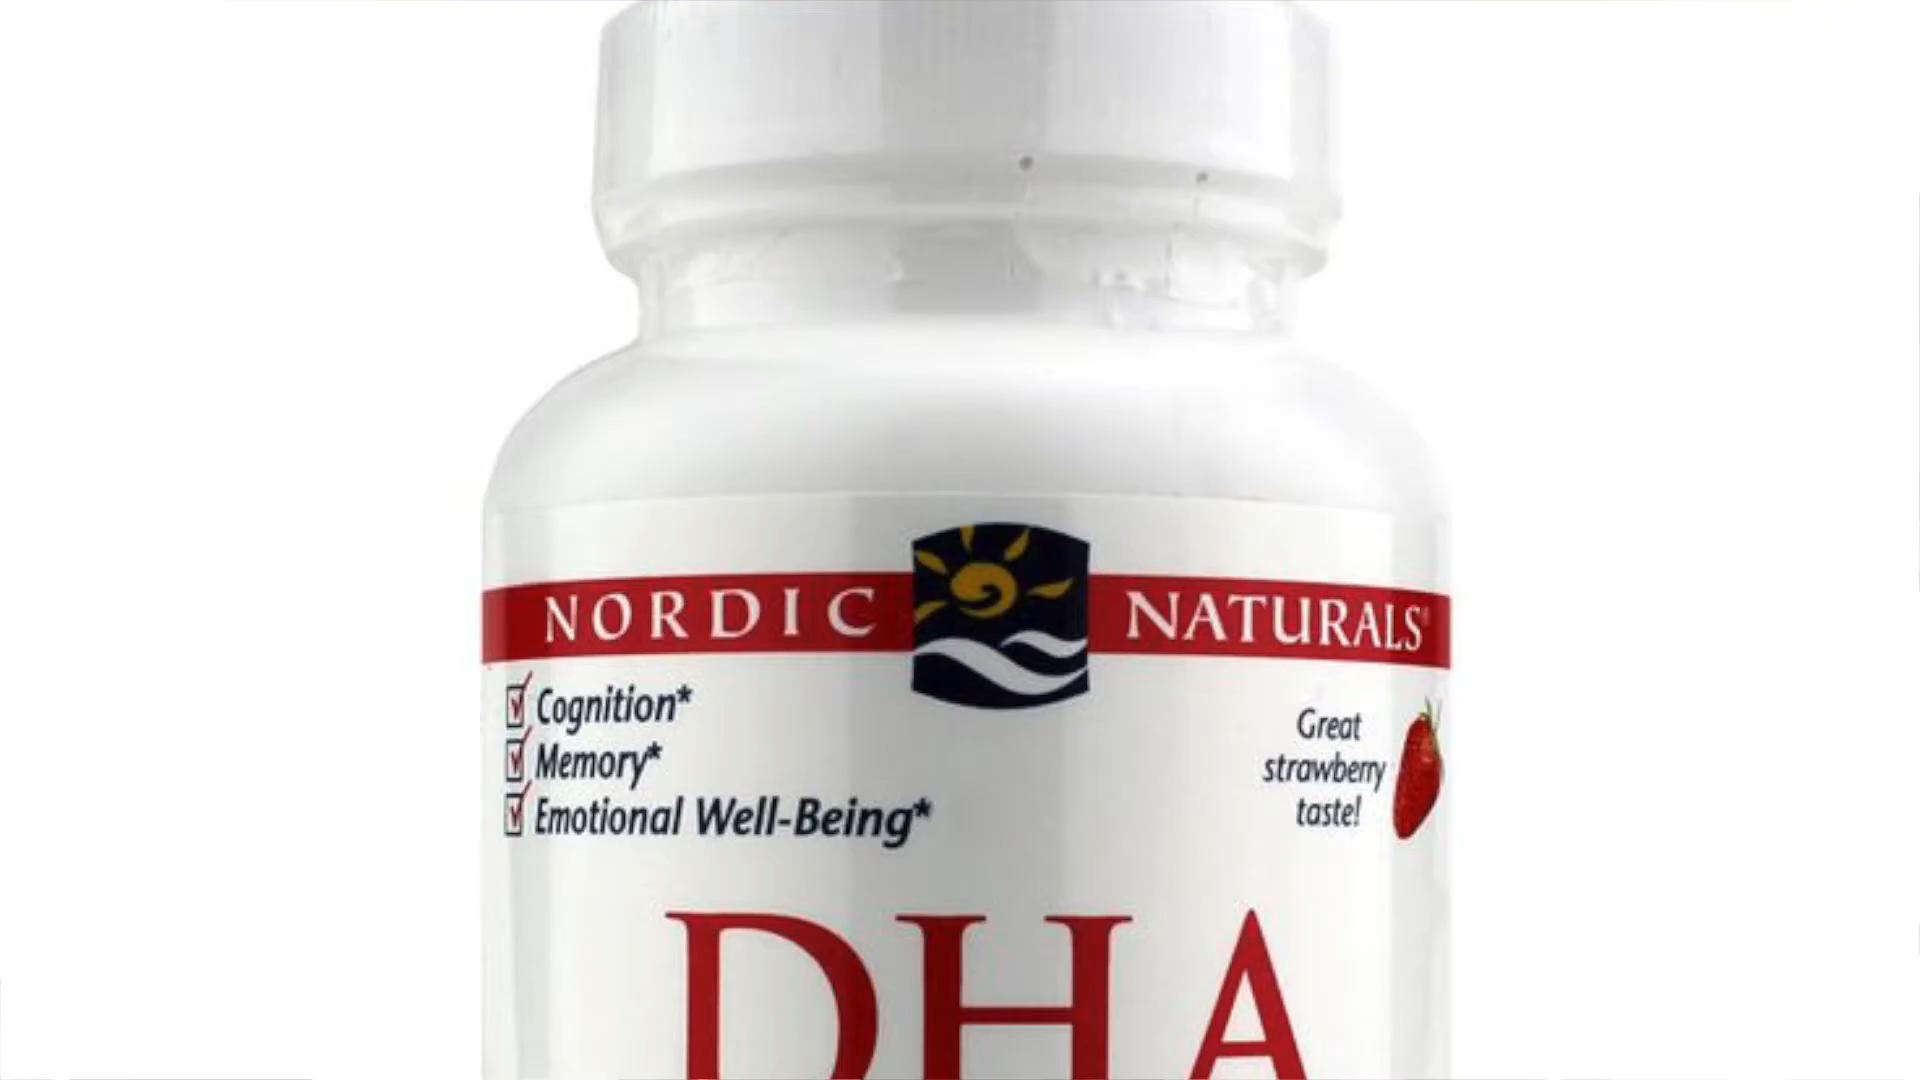 NORDIC NATURALS®
Cognition*
Memory*
Emotional Well-Being*
Great
strawberry
taste!
DHA